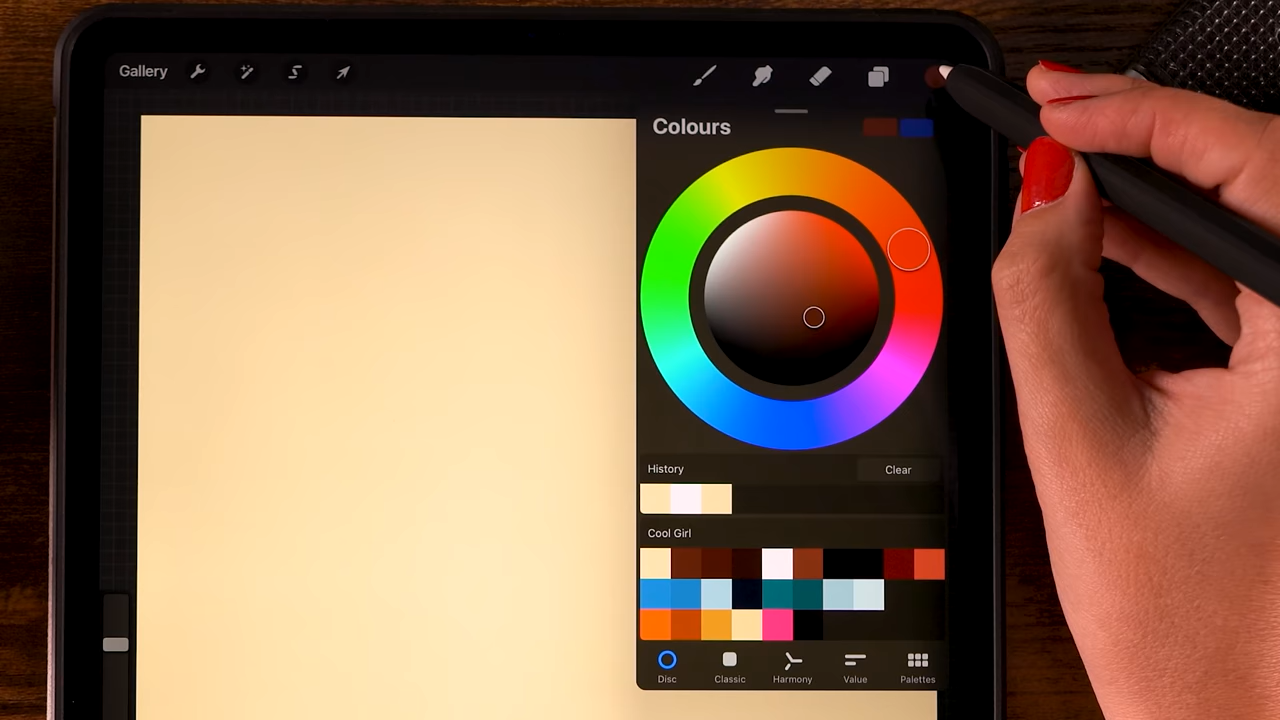 Gallery
Colours
History
Clear
Cool Girl
Disc
Classic
Harmony
Value
Palettes